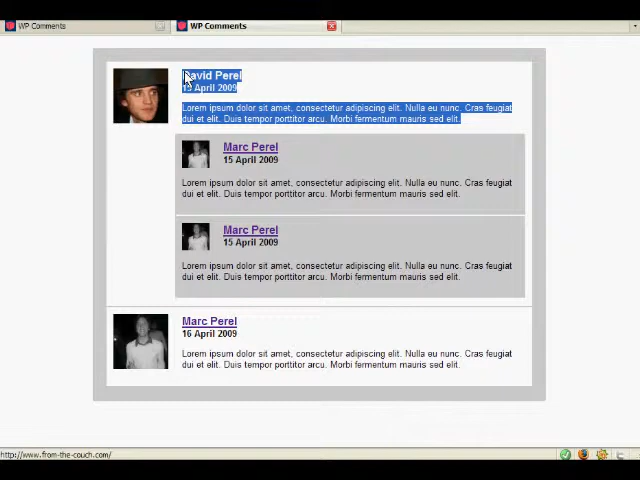 WP Comments
WP Comments
David Perel
15 April 2009
Lorem ipsum dolor sit amet, consectetur adipiscing elit. Nulla eu nunc. Cras feugiat
dui et elit. Duis tempor porttitor arcu. Morbi fermentum mauris sed elit.
Marc Perel
15 April 2009
Lorem ipsum dolor sit amet, consectetur adipiscing elit. Nulla eu nunc. Cras feugiat
dui et elit. Duis tempor porttitor arcu. Morbi fermentum mauris sed elit.
Marc Perel
15 April 2009
Lorem ipsum dolor sit amet, consectetur adipiscing elit. Nulla eu nunc. Cras feugiat
dui et elit. Duis tempor porttitor arcu. Morbi fermentum mauris sed elit.
Marc Perel
16 April 2009
Lorem ipsum dolor sit amet, consectetur adipiscing elit. Nulla eu nunc. Cras feugiat
dui et elit. Duis tempor porttitor arcu. Morbi fermentum mauris sed elit.
http://www.from-the-couch.com/